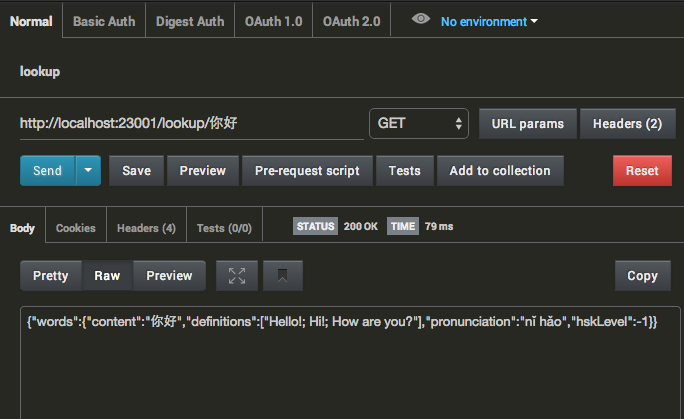 Normal Basic Auth Digest Auth OAuth 1.0 OAuth 2.0 No environment
lookup
http://localhost:23001/lookup/你好 GET URL params Headers (2)
Send Save Preview Pre-request script Tests Add to collection Reset
Body Cookies Headers (4) Tests (0/0) STATUS 200 OK TIME 79 ms
Pretty Raw Preview Copy
{"words":{"content":"你好","definitions":["Hello!; Hi!; How are you?"],"pronunciation":"nǐ hǎo","hskLevel":-1}}